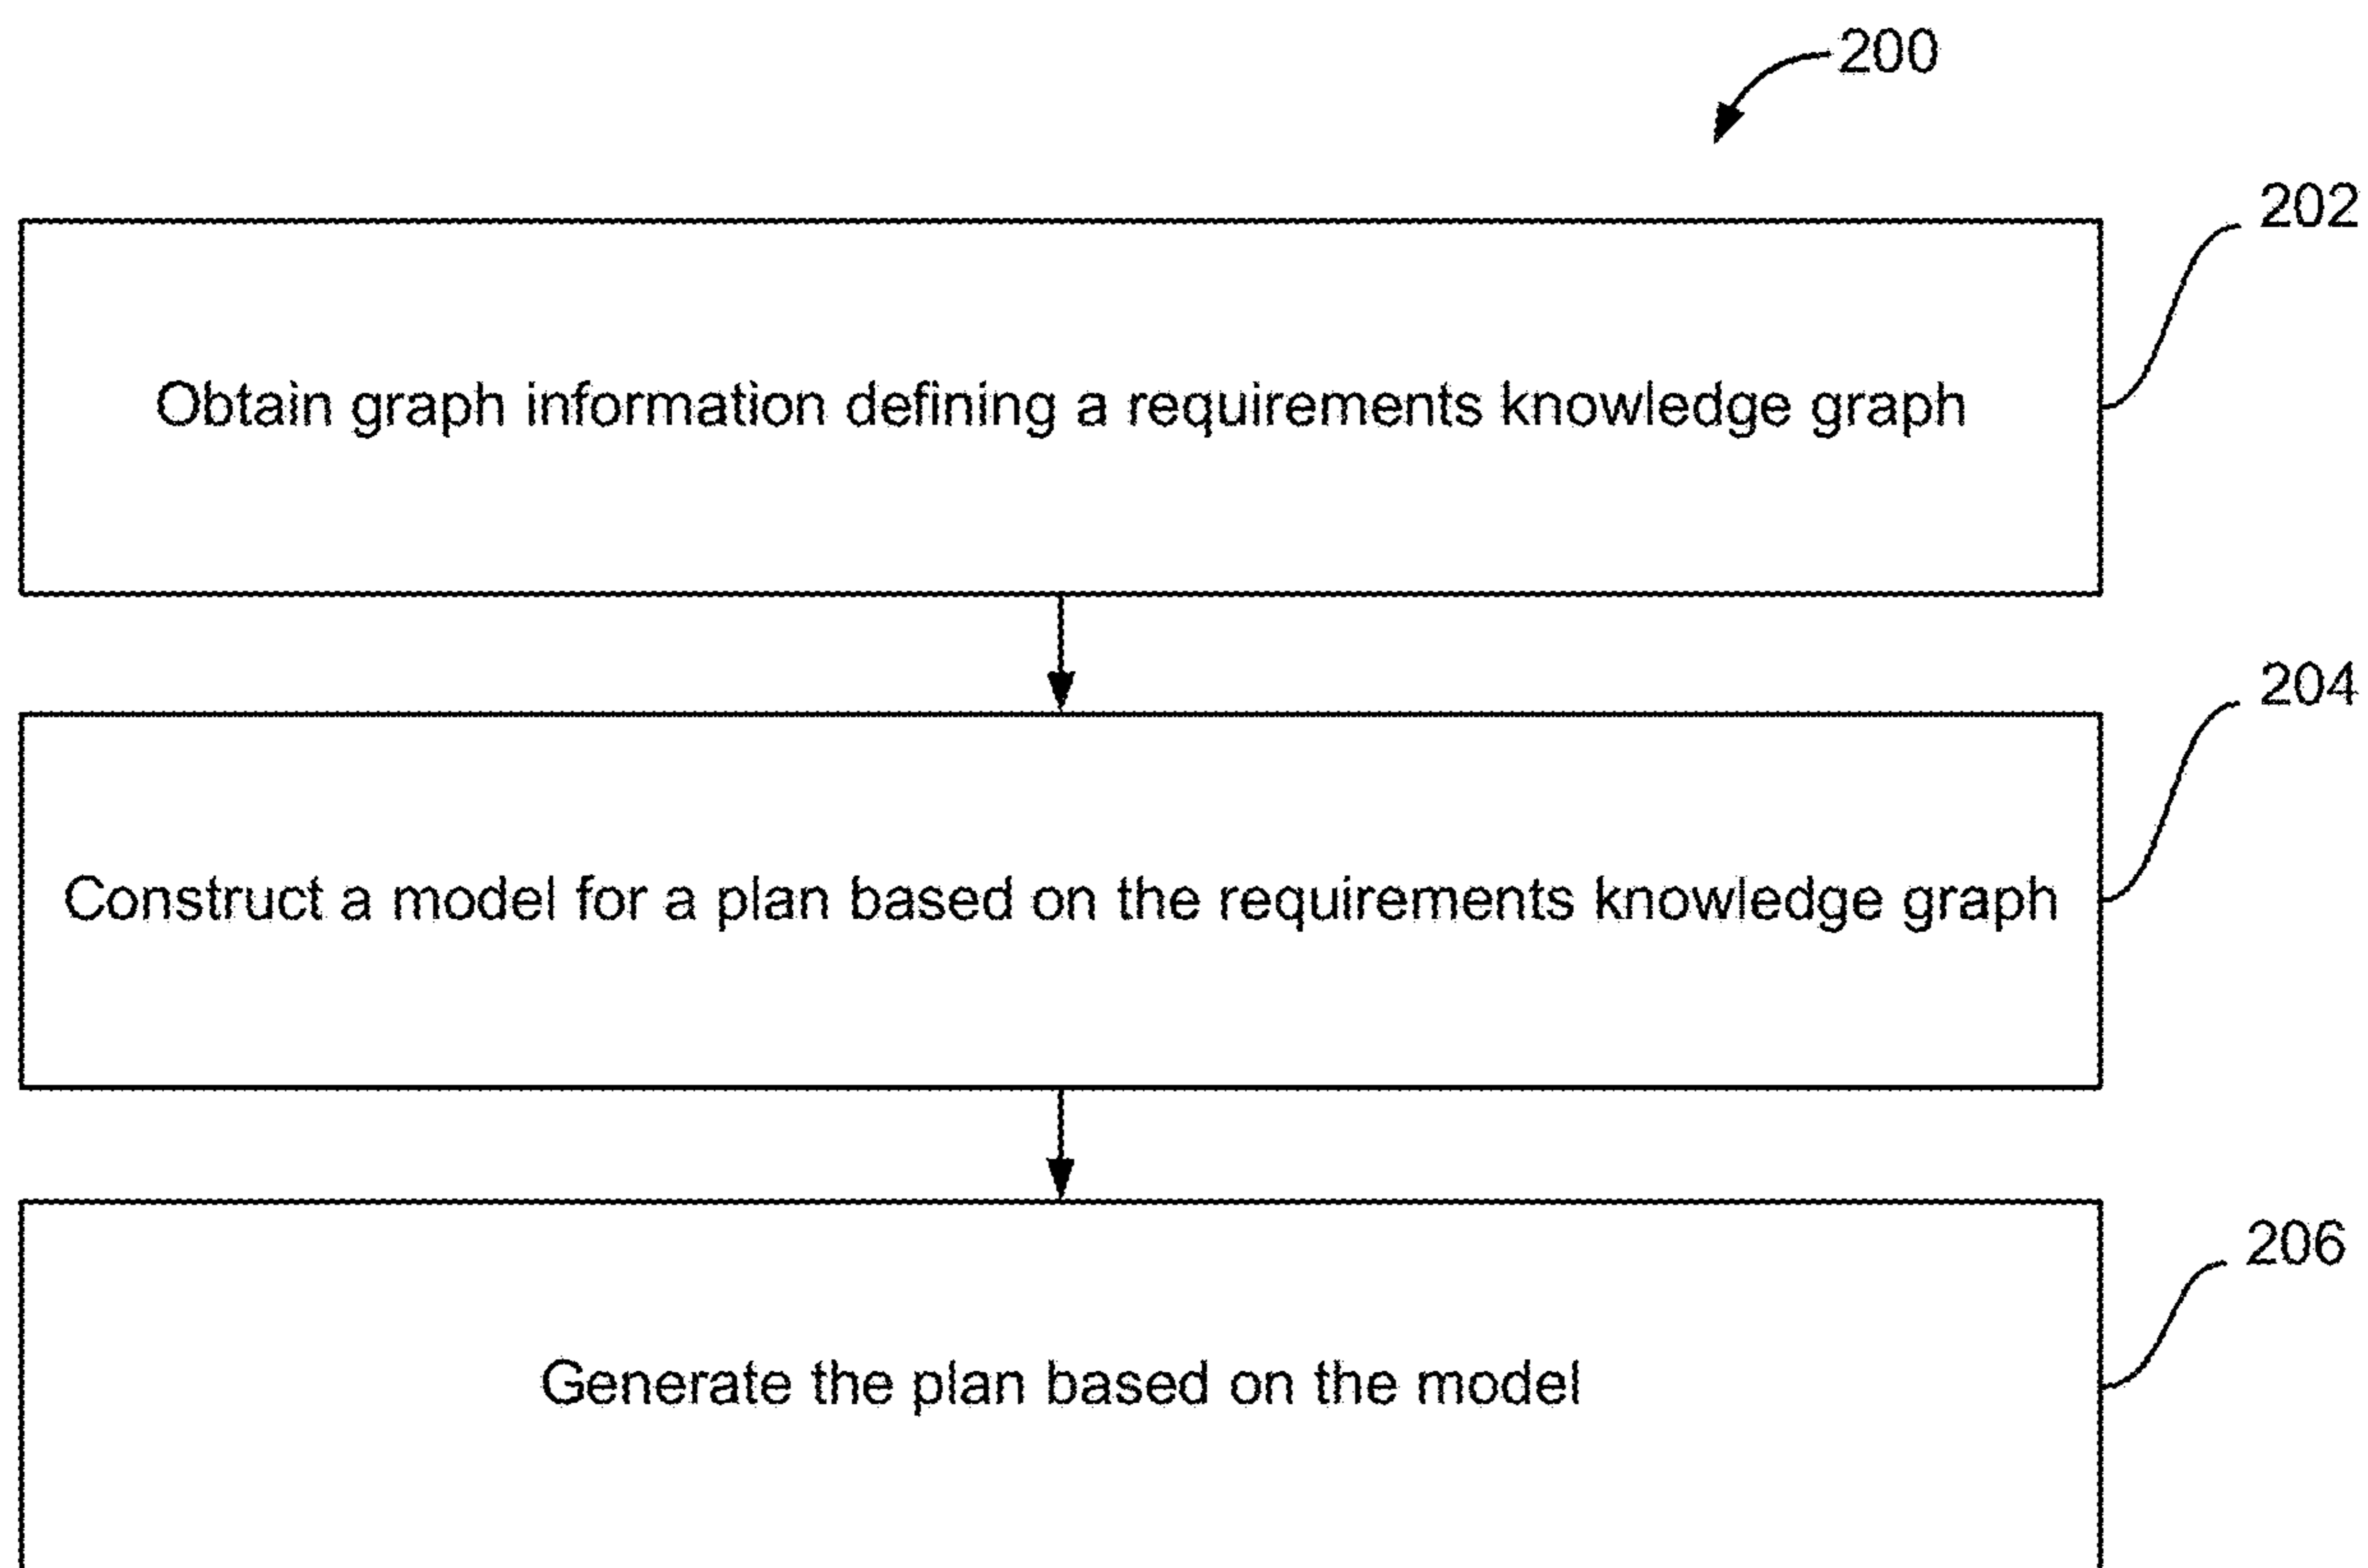 200
202
Obtain graph information defining a requirements knowledge graph
204
Construct a model for a plan based on the requirements knowledge graph
206
Generate the plan based on the model